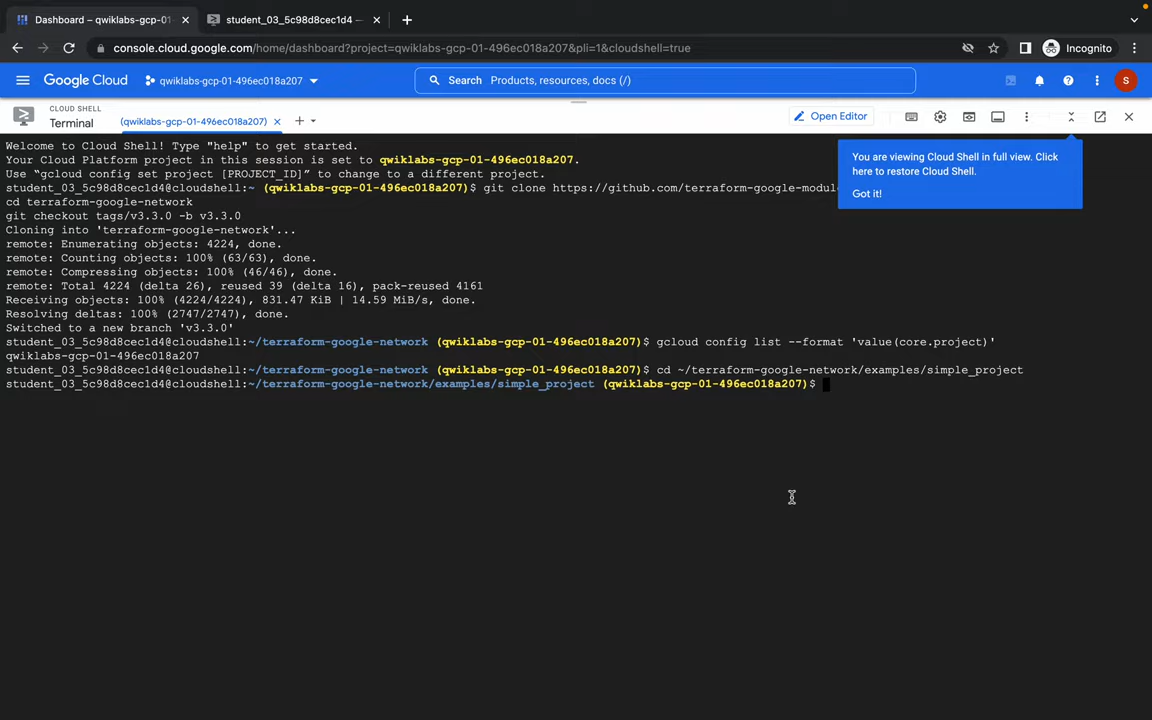 Dashboard – qwiklabs-gcp-01-
student_03_5c98d8cec1d4 –
console.cloud.google.com/home/dashboard?project=qwiklabs-gcp-01-496ec018a207&pli=1&cloudshell=true
Incognito
Google Cloud
qwiklabs-gcp-01-496ec018a207
Search Products, resources, docs (/)
S
CLOUD SHELL
Terminal
(qwiklabs-gcp-01-496ec018a207)
Open Editor
You are viewing Cloud Shell in full view. Click
here to restore Cloud Shell.
Got it!
Welcome to Cloud Shell! Type "help" to get started.
Your Cloud Platform project in this session is set to qwiklabs-gcp-01-496ec018a207.
Use “gcloud config set project [PROJECT_ID]” to change to a different project.
student_03_5c98d8cec1d4@cloudshell:~ (qwiklabs-gcp-01-496ec018a207)$ git clone https://github.com/terraform-google-modul
cd terraform-google-network
git checkout tags/v3.3.0 -b v3.3.0
Cloning into 'terraform-google-network'...
remote: Enumerating objects: 4224, done.
remote: Counting objects: 100% (63/63), done.
remote: Compressing objects: 100% (46/46), done.
remote: Total 4224 (delta 26), reused 39 (delta 16), pack-reused 4161
Receiving objects: 100% (4224/4224), 831.47 KiB | 14.59 MiB/s, done.
Resolving deltas: 100% (2747/2747), done.
Switched to a new branch 'v3.3.0'
student_03_5c98d8cec1d4@cloudshell:~/terraform-google-network (qwiklabs-gcp-01-496ec018a207)$ gcloud config list --format 'value(core.project)'
qwiklabs-gcp-01-496ec018a207
student_03_5c98d8cec1d4@cloudshell:~/terraform-google-network (qwiklabs-gcp-01-496ec018a207)$ cd ~/terraform-google-network/examples/simple_project
student_03_5c98d8cec1d4@cloudshell:~/terraform-google-network/examples/simple_project (qwiklabs-gcp-01-496ec018a207)$